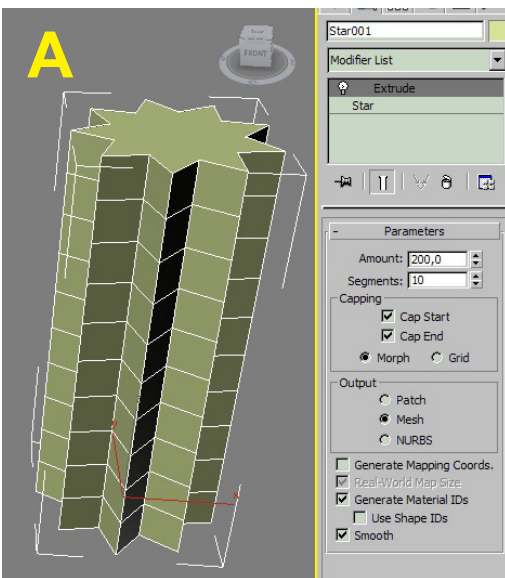 A
FRONT
y
x
Star001
Modifier List
Extrude
Star
- Parameters
Amount: 200,0
Segments: 10
Capping
Cap Start
Cap End
Morph Grid
Output
Patch
Mesh
NURBS
Generate Mapping Coords.
Real-World Map Size
Generate Material IDs
Use Shape IDs
Smooth